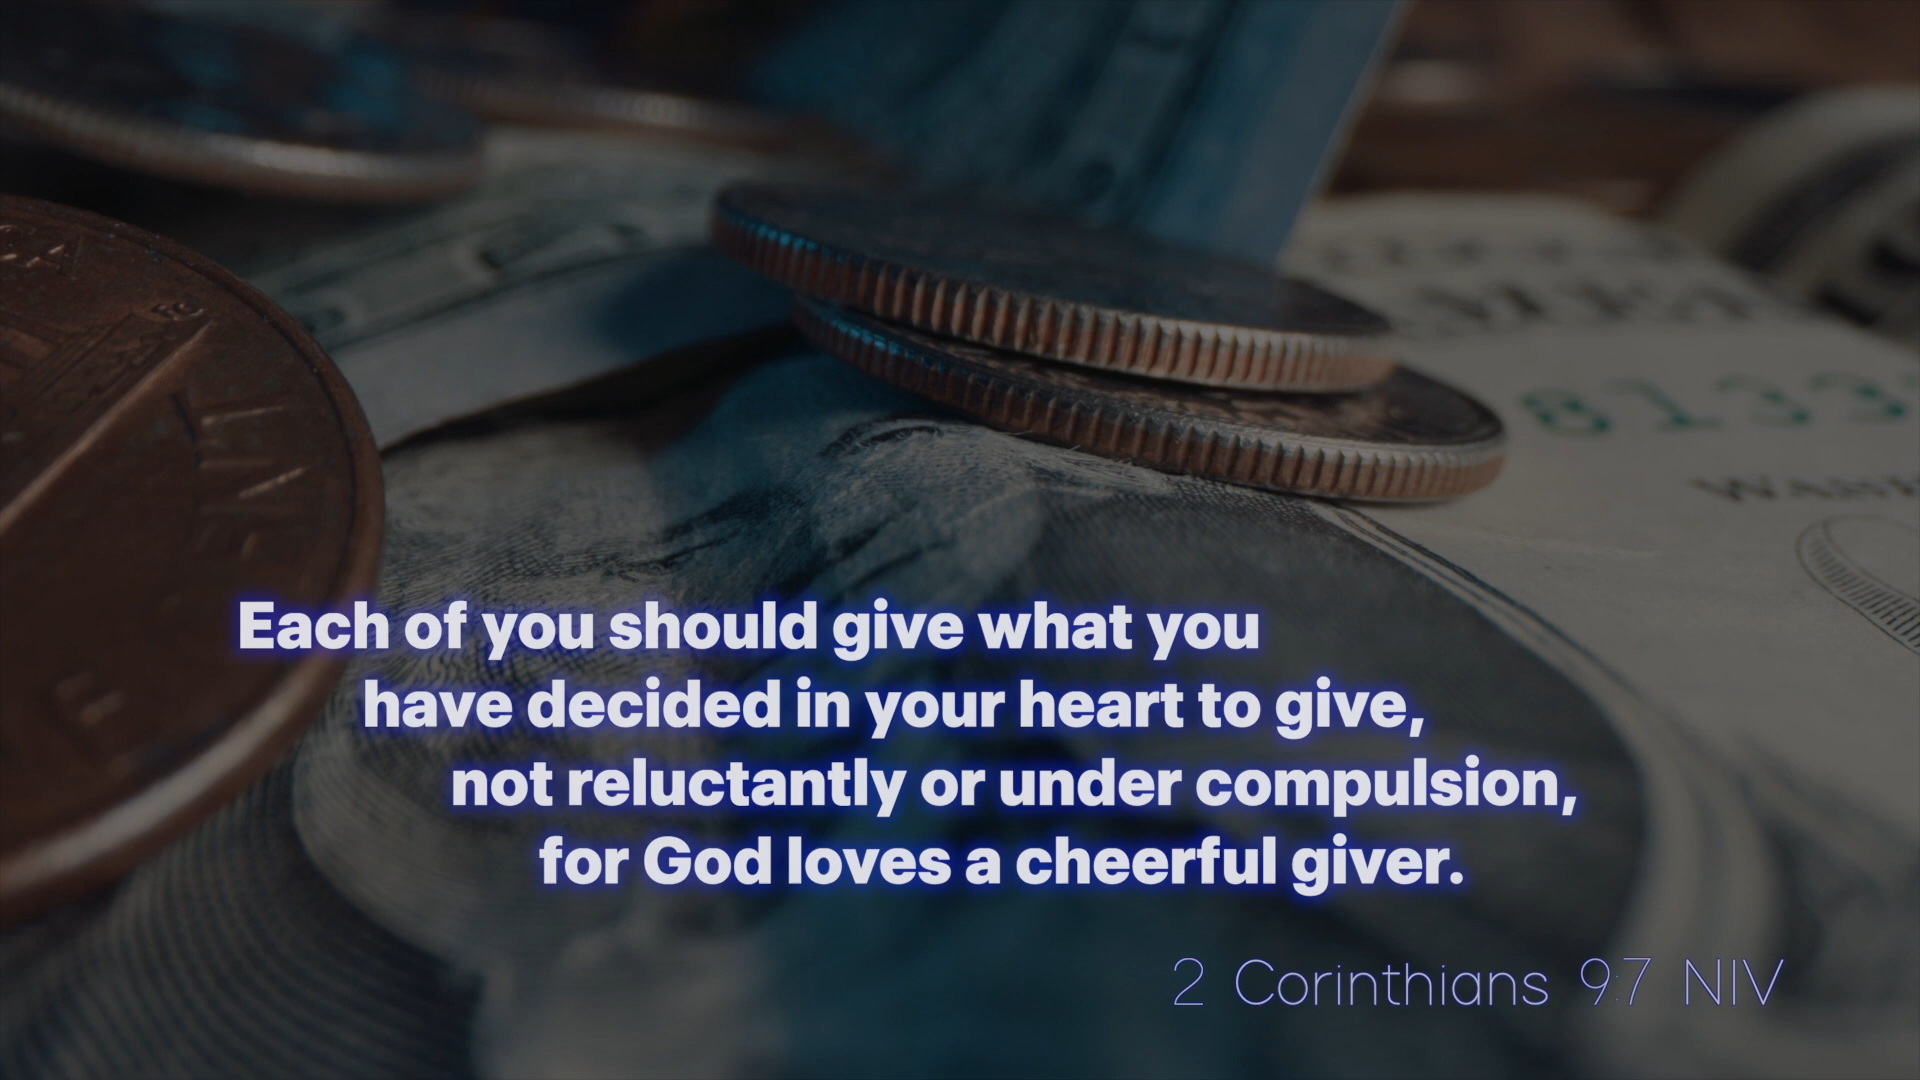 Each of you should give what you
have decided in your heart to give,
not reluctantly or under compulsion,
for God loves a cheerful giver.
2 Corinthians 9:7 NIV
8133